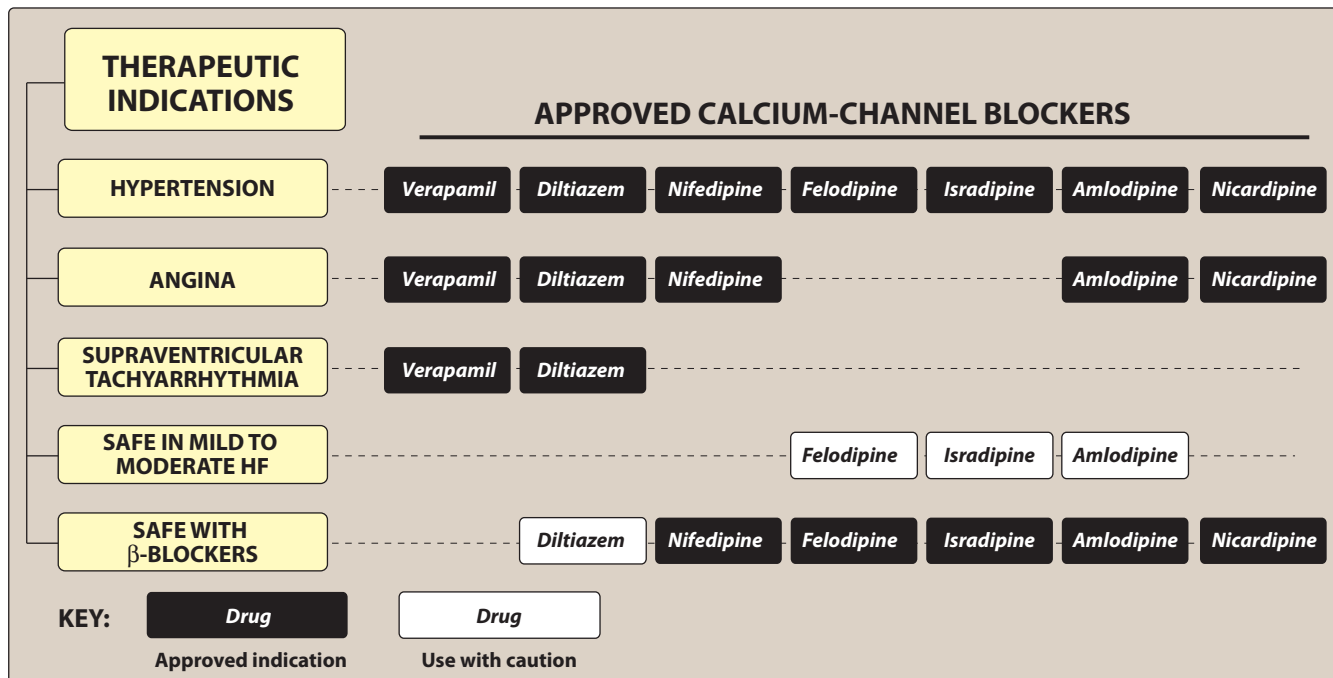 THERAPEUTIC
INDICATIONS
APPROVED CALCIUM-CHANNEL BLOCKERS
HYPERTENSION Verapamil Diltiazem Nifedipine Felodipine Isradipine Amlodipine Nicardipine
ANGINA Verapamil Diltiazem Nifedipine Amlodipine Nicardipine
SUPRAVENTRICULAR
TACHYARRHYTHMIA
Verapamil Diltiazem
SAFE IN MILD TO
MODERATE HF
Felodipine Isradipine Amlodipine
SAFE WITH
β-BLOCKERS
Diltiazem Nifedipine Felodipine Isradipine Amlodipine Nicardipine
KEY: Drug Drug
Approved indication Use with caution